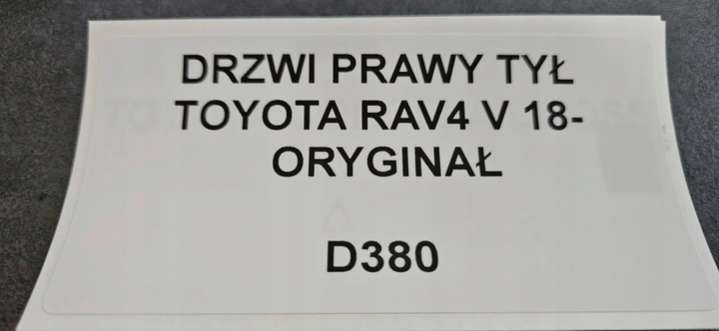 DRZWI PRAWY TYŁ
TOYOTA RAV4 V 18-
ORYGINAŁ
D380